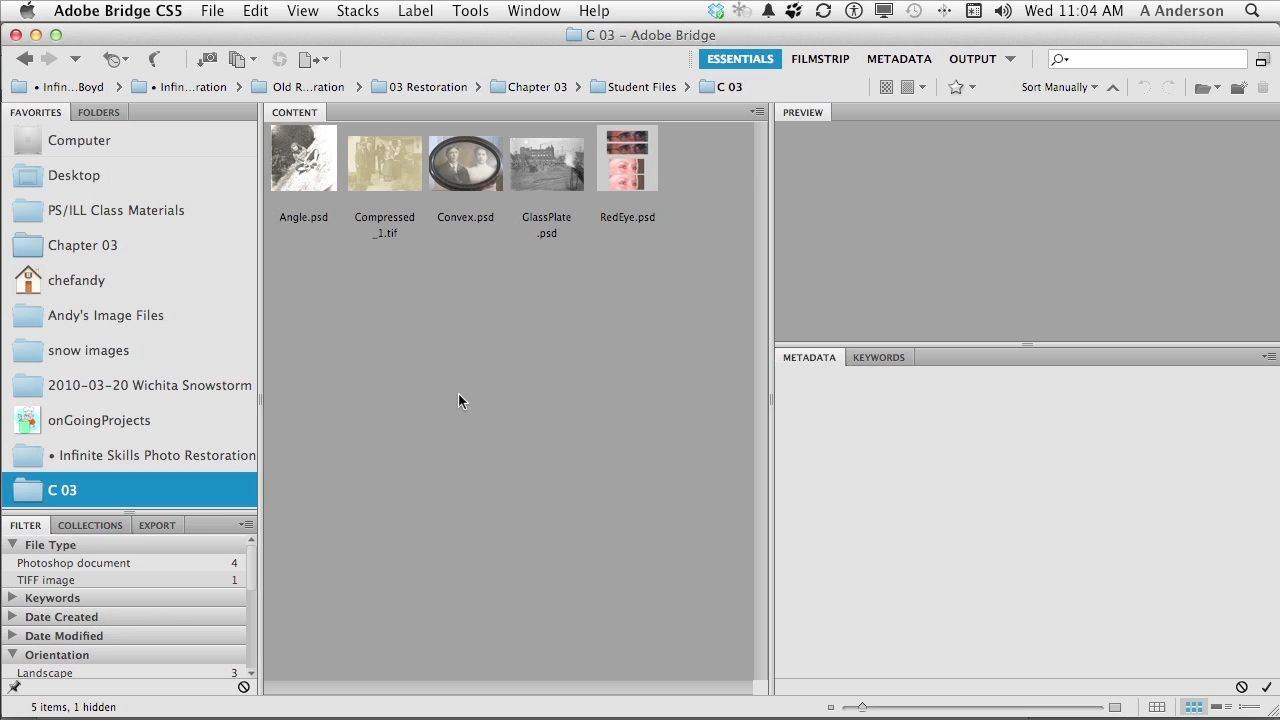 Adobe Bridge CS5 File Edit View Stacks Label Tools Window Help Wed 11:04 AM A Anderson
C 03 – Adobe Bridge
ESSENTIALS FILMSTRIP METADATA OUTPUT
• Infin...Boyd • Infin...ration Old R...ration 03 Restoration Chapter 03 Student Files C 03 Sort Manually
FAVORITES FOLDERS
Computer
Desktop
PS/ILL Class Materials
Chapter 03
chefandy
Andy's Image Files
snow images
2010-03-20 Wichita Snowstorm
onGoingProjects
• Infinite Skills Photo Restoration
C 03
FILTER COLLECTIONS EXPORT
File Type
Photoshop document 4
TIFF image 1
Keywords
Date Created
Date Modified
Orientation
Landscape 3
CONTENT
Angle.psd
Compressed
_1.tif
Convex.psd
GlassPlate
.psd
RedEye.psd
PREVIEW
METADATA KEYWORDS
5 items, 1 hidden